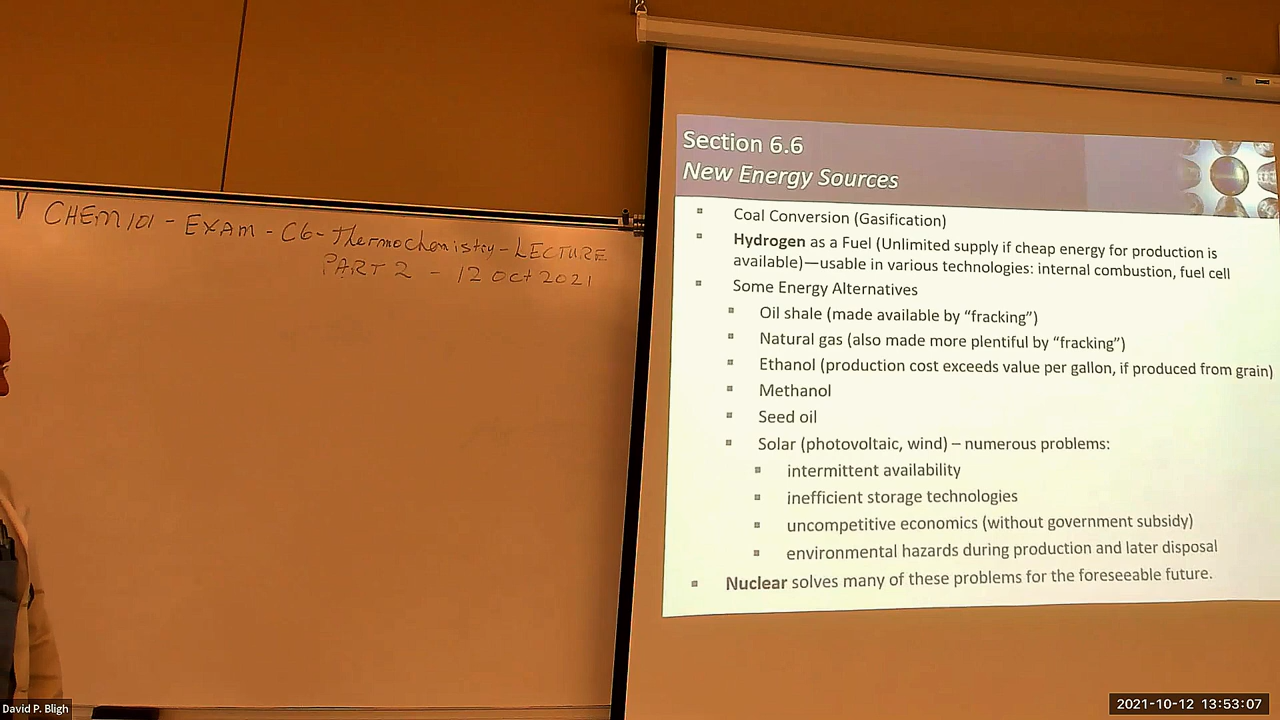 V CHEM 101 - EXAM - C6 - Thermochemistry - LECTURE
PART 2 - 12 Oct 2021
Section 6.6
New Energy Sources
Coal Conversion (Gasification)
Hydrogen as a Fuel (Unlimited supply if cheap energy for production is
available)—usable in various technologies: internal combustion, fuel cell
Some Energy Alternatives
Oil shale (made available by “fracking”)
Natural gas (also made more plentiful by “fracking”)
Ethanol (production cost exceeds value per gallon, if produced from grain)
Methanol
Seed oil
Solar (photovoltaic, wind) – numerous problems:
intermittent availability
inefficient storage technologies
uncompetitive economics (without government subsidy)
environmental hazards during production and later disposal
Nuclear solves many of these problems for the foreseeable future.
David P. Bligh
2021-10-12 13:53:07